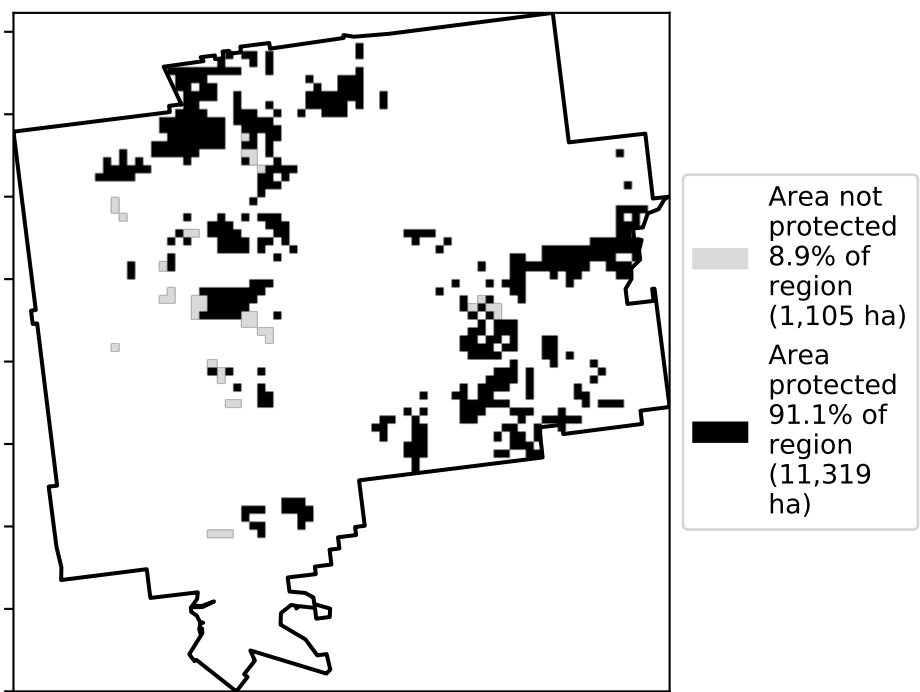 Area not
protected
8.9% of
region
(1,105 ha)
Area
protected
91.1% of
region
(11,319
ha)